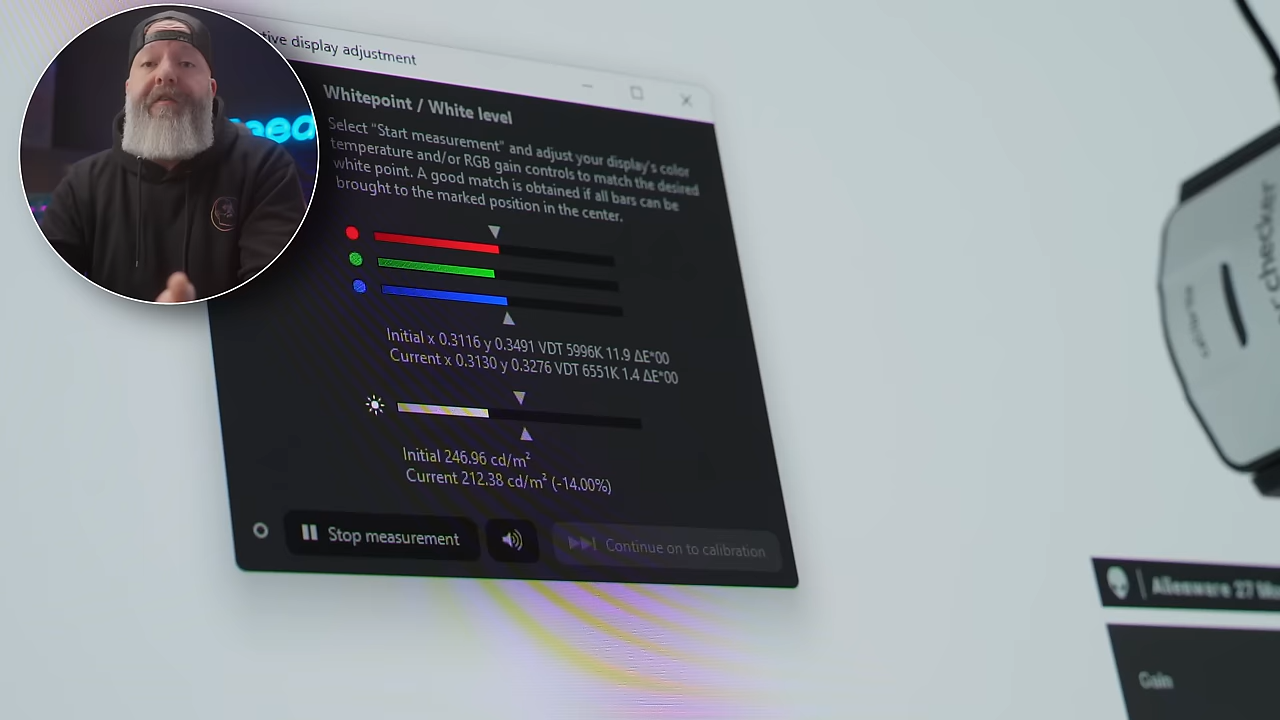 tive display adjustment
Whitepoint / White level
Select "Start measurement" and adjust your display's color
temperature and/or RGB gain controls to match the desired
white point. A good match is obtained if all bars can be
brought to the marked position in the center.
Initial x 0.3116 y 0.3491 VDT 5996K 11.9 ΔE*00
Current x 0.3130 y 0.3276 VDT 6551K 1.4 ΔE*00
Initial 246.96 cd/m²
Current 212.38 cd/m² (-14.00%)
Stop measurement
Continue on to calibration
checker
Alienware 27
Gain